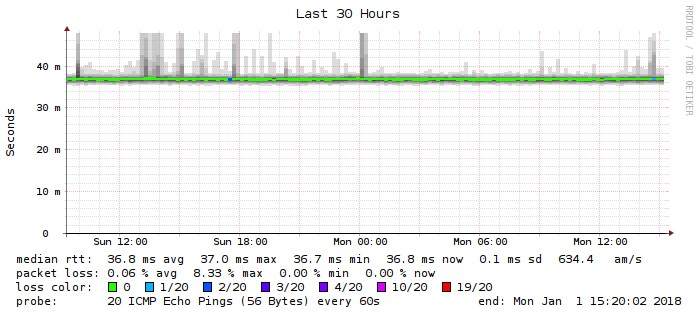 Last 30 Hours
RRDTOOL / TOBI OETIKER
Seconds
40 m
30 m
20 m
10 m
0
Sun 12:00 Sun 18:00 Mon 00:00 Mon 06:00 Mon 12:00
median rtt: 36.8 ms avg 37.0 ms max 36.7 ms min 36.8 ms now 0.1 ms sd 634.4 am/s
packet loss: 0.06 % avg 8.33 % max 0.00 % min 0.00 % now
loss color: 0 1/20 2/20 3/20 4/20 10/20 19/20
probe: 20 ICMP Echo Pings (56 Bytes) every 60s end: Mon Jan 1 15:20:02 2018